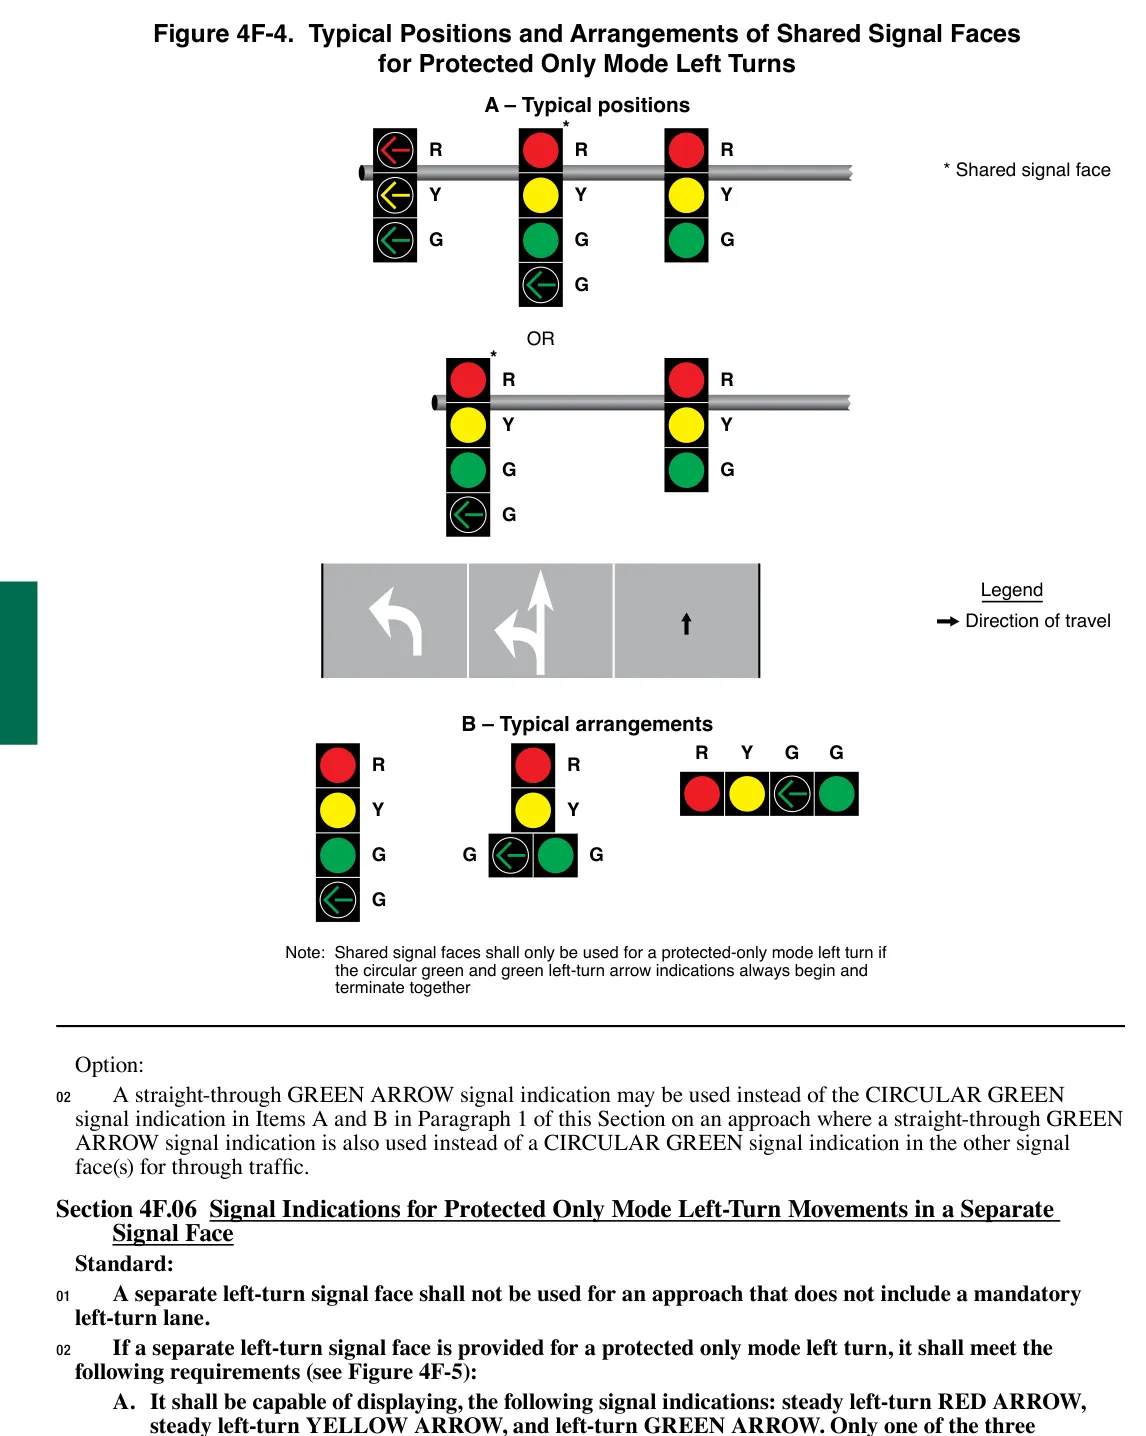 Figure 4F-4.  Typical Positions and Arrangements of Shared Signal Faces
for Protected Only Mode Left Turns
A – Typical positions
*
R R R
* Shared signal face
Y Y Y
G G G
G
OR
*
R R
Y Y
G G
G
Legend
Direction of travel
B – Typical arrangements
R Y G G
R R
Y Y
G G G
G
Note:  Shared signal faces shall only be used for a protected-only mode left turn if
the circular green and green left-turn arrow indications always begin and
terminate together
Option:
02 A straight-through GREEN ARROW signal indication may be used instead of the CIRCULAR GREEN
signal indication in Items A and B in Paragraph 1 of this Section on an approach where a straight-through GREEN
ARROW signal indication is also used instead of a CIRCULAR GREEN signal indication in the other signal
face(s) for through traffic.
Section 4F.06  Signal Indications for Protected Only Mode Left-Turn Movements in a Separate
Signal Face
Standard:
01 A separate left-turn signal face shall not be used for an approach that does not include a mandatory
left-turn lane.
02 If a separate left-turn signal face is provided for a protected only mode left turn, it shall meet the
following requirements (see Figure 4F-5):
A. It shall be capable of displaying, the following signal indications: steady left-turn RED ARROW,
steady left-turn YELLOW ARROW, and left-turn GREEN ARROW. Only one of the three